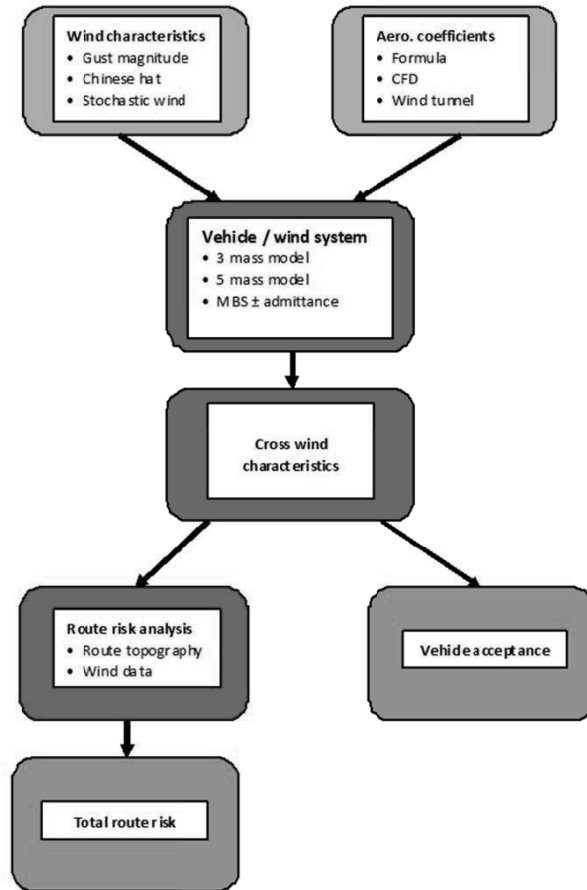 Wind characteristics
• Gust magnitude
• Chinese hat
• Stochastic wind
Aero. coefficients
• Formula
• CFD
• Wind tunnel
Vehicle / wind system
• 3 mass model
• 5 mass model
• MBS ± admittance
Cross wind
characteristics
Route risk analysis
• Route topography
• Wind data
Vehicle acceptance
Total route risk